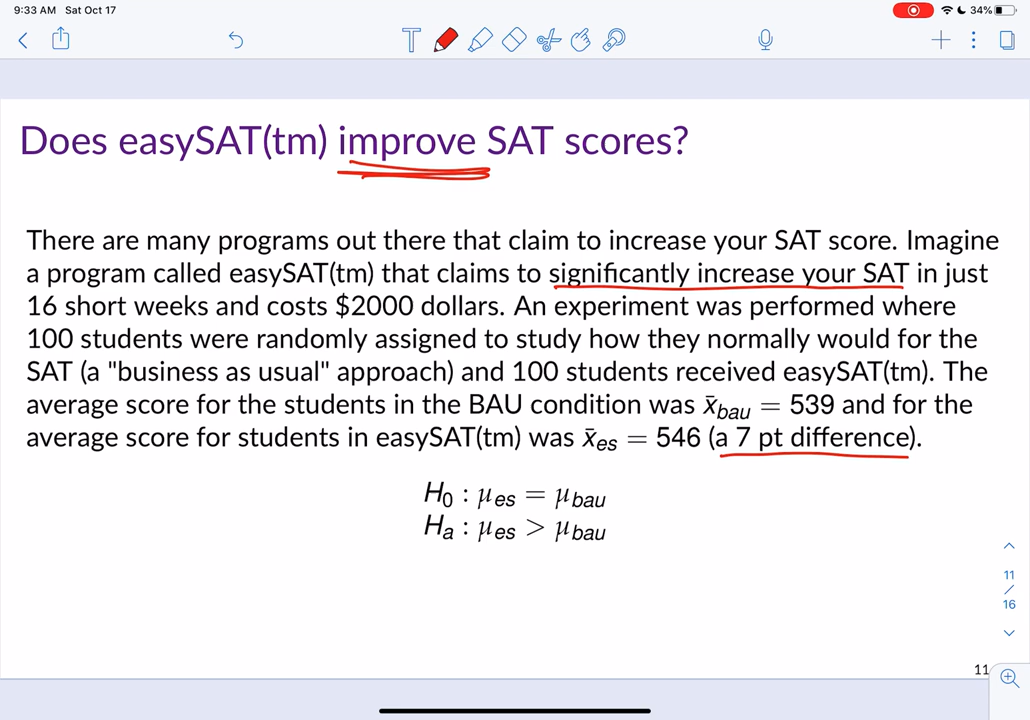 9:33 AM Sat Oct 17
34%
T
Does easySAT(tm) improve SAT scores?
There are many programs out there that claim to increase your SAT score. Imagine
a program called easySAT(tm) that claims to significantly increase your SAT in just
16 short weeks and costs $2000 dollars. An experiment was performed where
100 students were randomly assigned to study how they normally would for the
SAT (a "business as usual" approach) and 100 students received easySAT(tm). The
average score for the students in the BAU condition was x̄bau = 539 and for the
average score for students in easySAT(tm) was x̄es = 546 (a 7 pt difference).
H0 : μes = μbau
Ha : μes > μbau
11
/
16
11